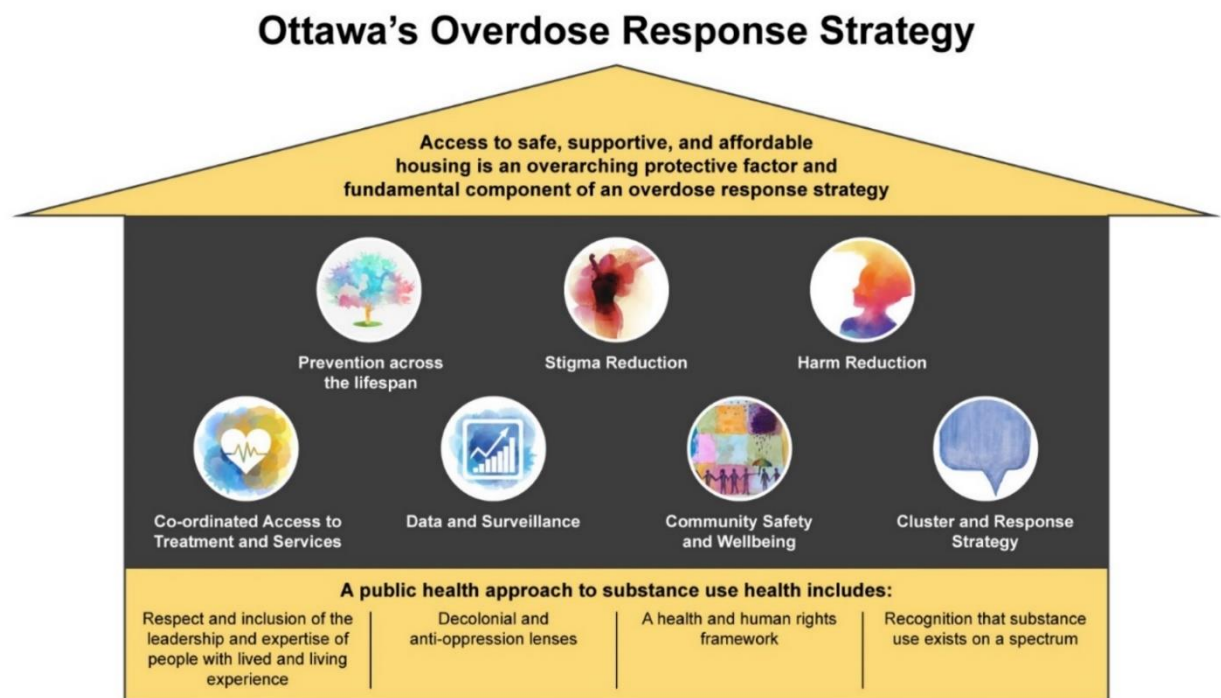 Ottawa's Overdose Response Strategy
Access to safe, supportive, and affordable
housing is an overarching protective factor and
fundamental component of an overdose response strategy
Prevention across
the lifespan
Stigma Reduction
Harm Reduction
Co-ordinated Access to
Treatment and Services
Data and Surveillance
Community Safety
and Wellbeing
Cluster and Response
Strategy
A public health approach to substance use health includes:
Respect and inclusion of the
leadership and expertise of
people with lived and living
experience
Decolonial and
anti-oppression lenses
A health and human rights
framework
Recognition that substance
use exists on a spectrum